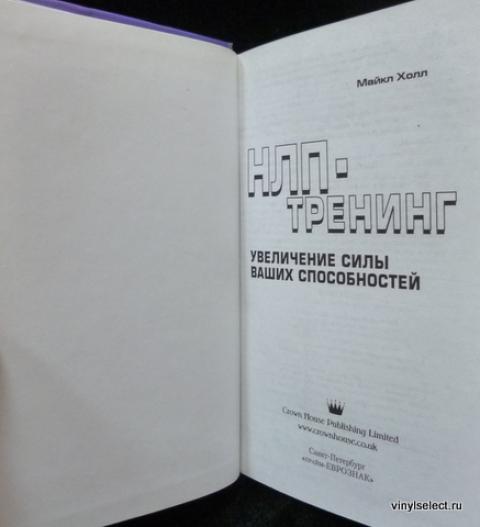 Майкл Холл
НЛП-
ТРЕНИНГ
УВЕЛИЧЕНИЕ СИЛЫ
ВАШИХ СПОСОБНОСТЕЙ
Crown House Publishing Limited
www.crownhouse.co.uk
Санкт-Петербург
«прайм-ЕВРОЗНАК»
vinylselect.ru